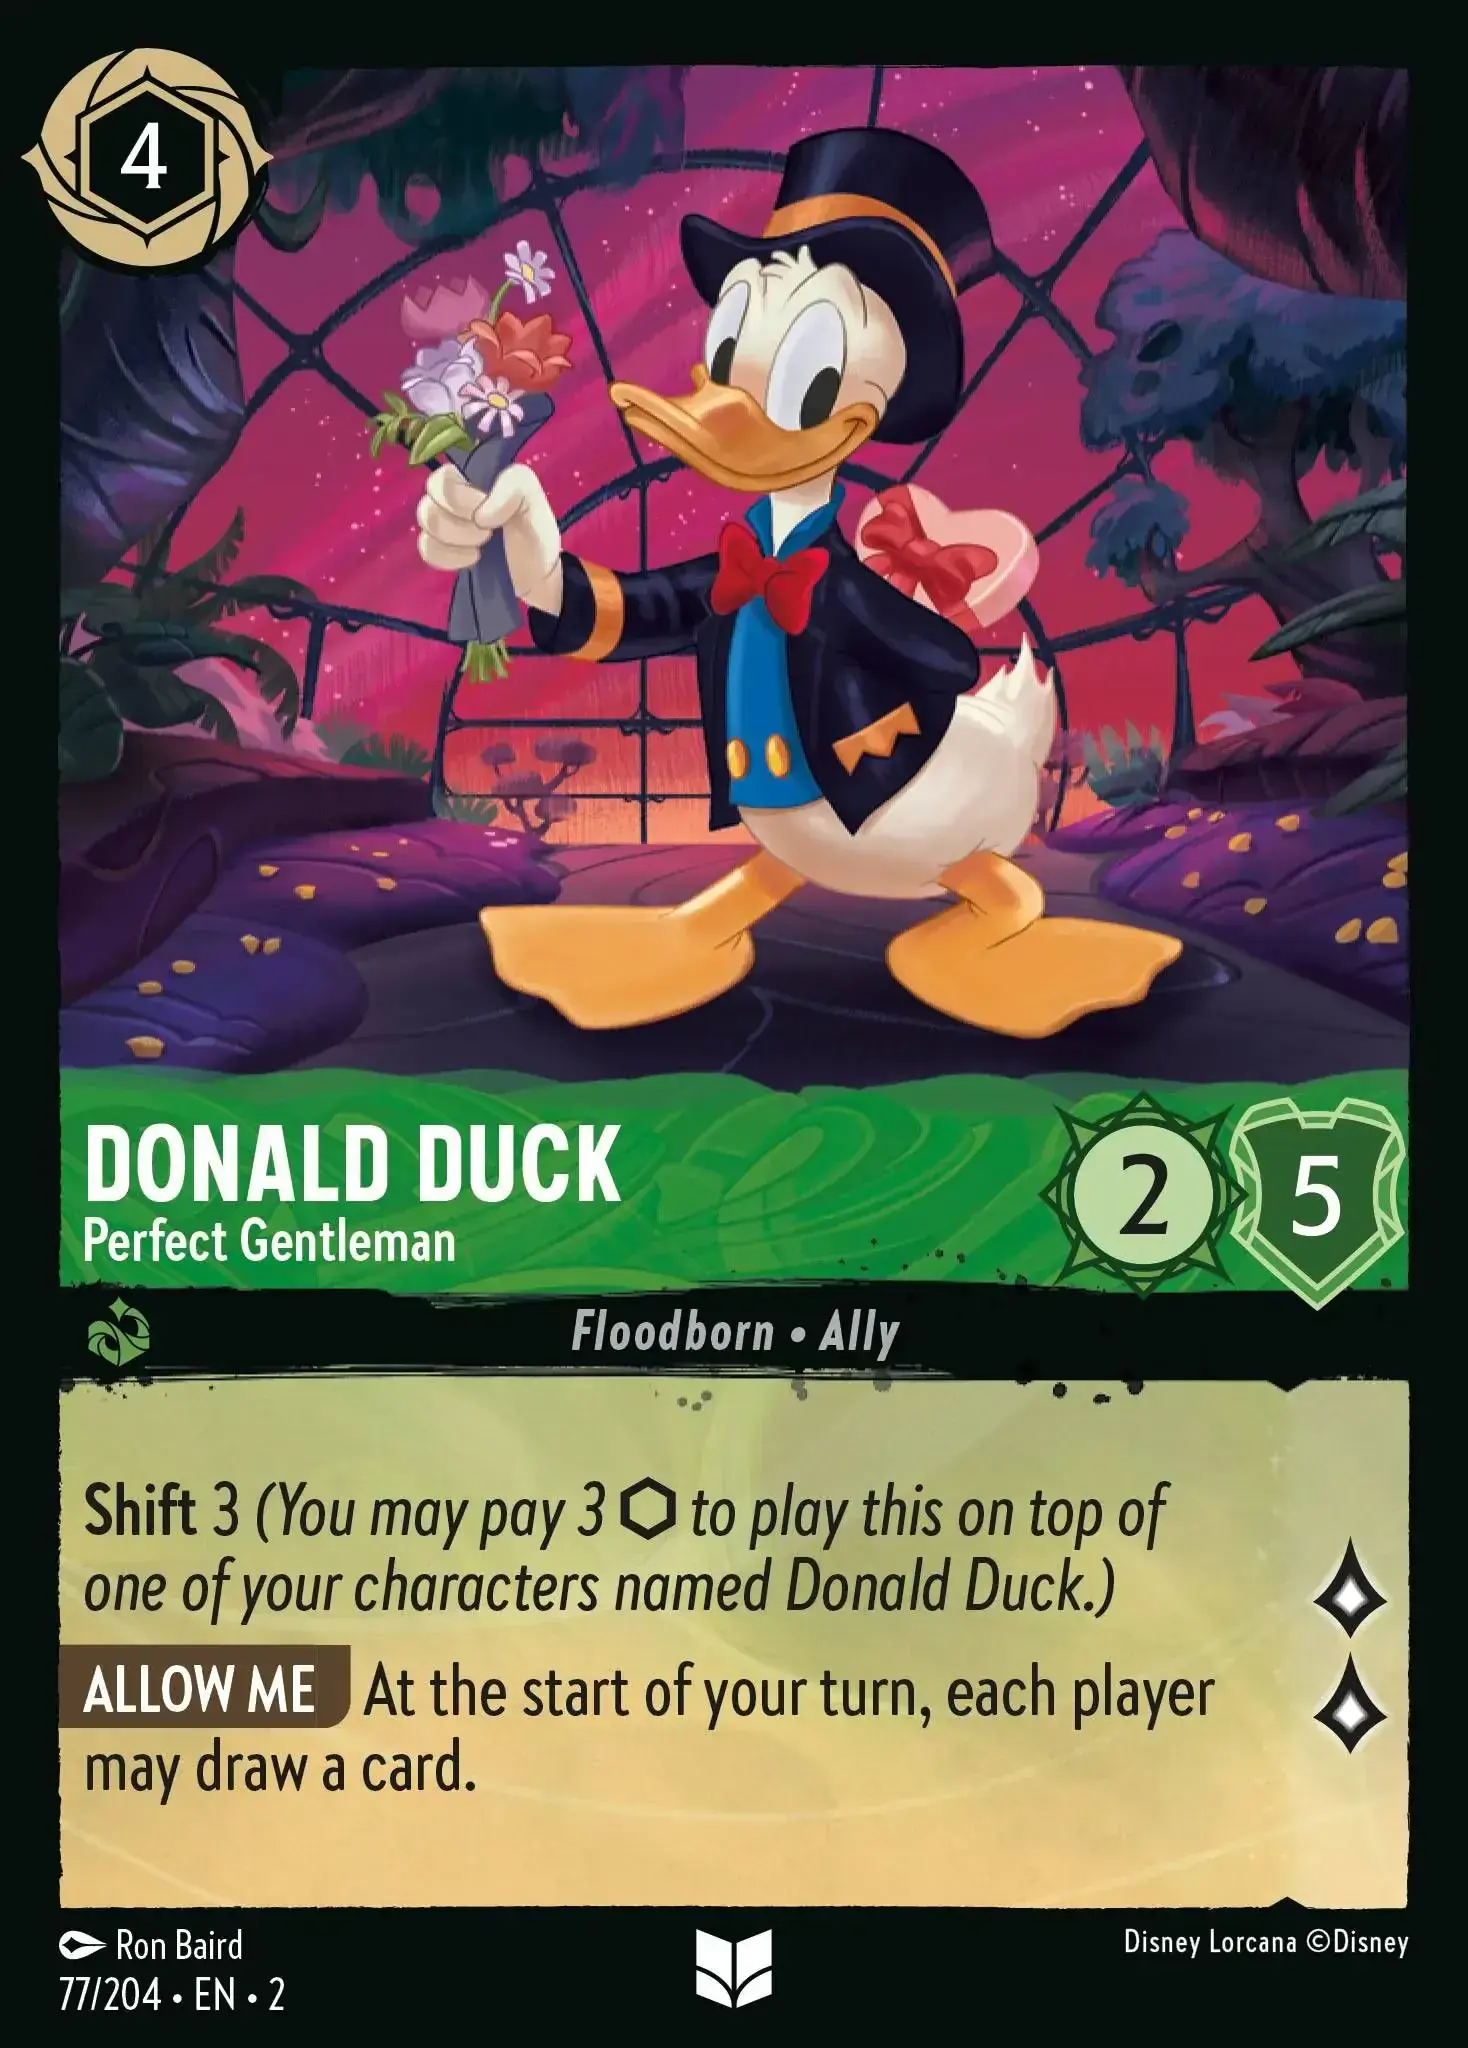 4
DONALD DUCK
Perfect Gentleman
2
5
Floodborn • Ally
Shift 3 (You may pay 3 ⬡ to play this on top of
one of your characters named Donald Duck.)
ALLOW ME At the start of your turn, each player
may draw a card.
Ron Baird
77/204 • EN • 2
Disney Lorcana ©Disney